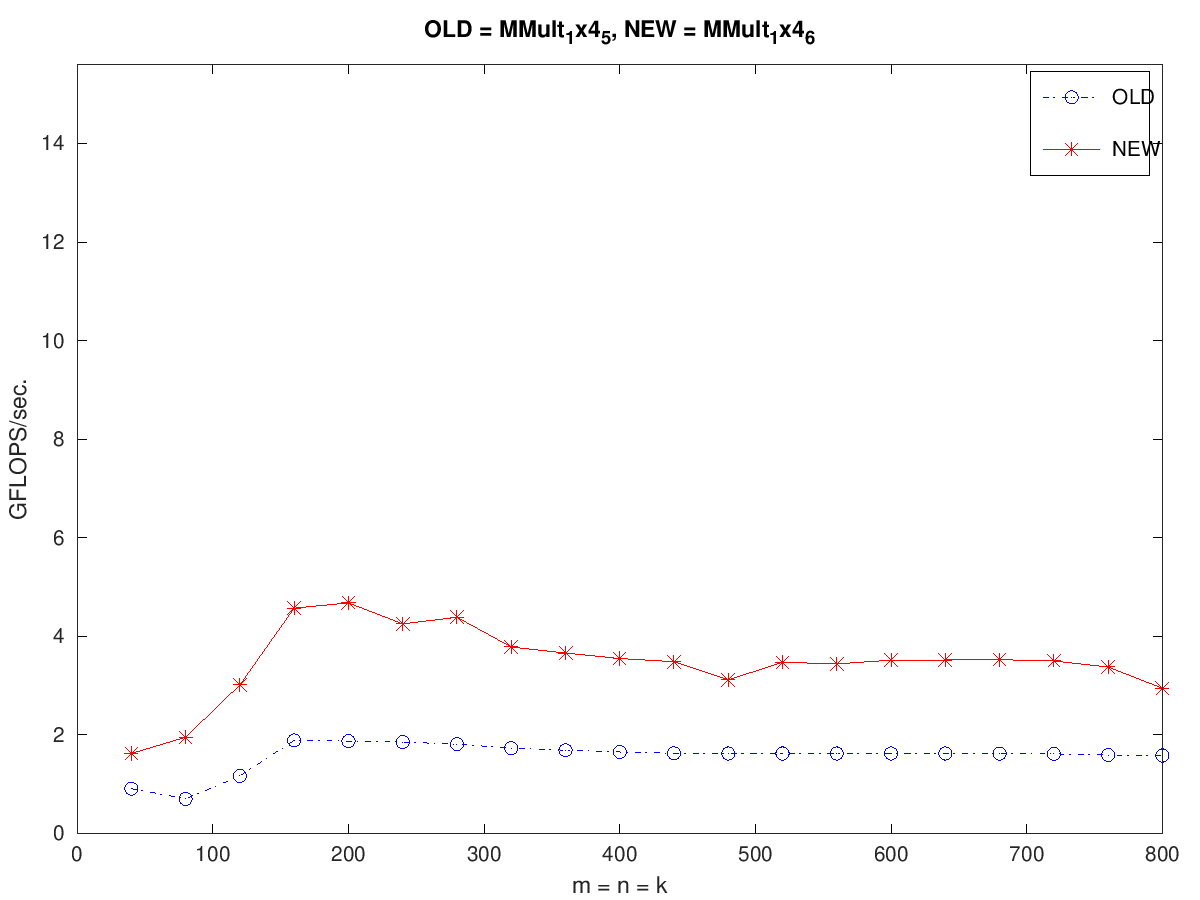 OLD = MMult₁x4₅, NEW = MMult₁x4₆
OLD
NEW
14
12
10
8
6
4
2
0
GFLOPS/sec.
0 100 200 300 400 500 600 700 800
m = n = k